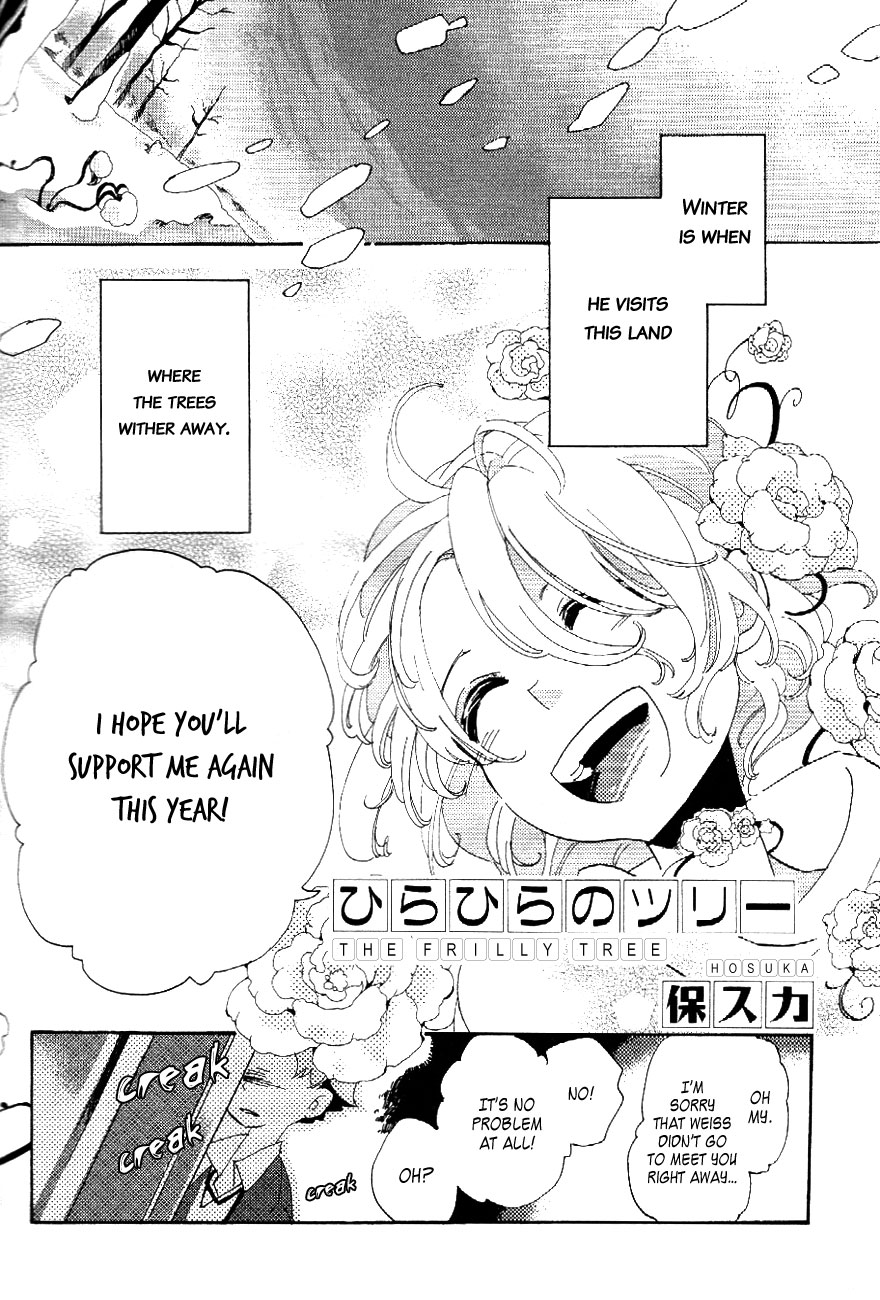 WINTER
IS WHEN
HE VISITS
THIS LAND
WHERE
THE TREES
WITHER AWAY.
I HOPE YOU'LL
SUPPORT ME AGAIN
THIS YEAR!
ひらひらのツリー
THE FRILLY TREE
HOSUKA
保スカ
OH
MY.
I'M
SORRY
THAT WEISS
DIDN'T GO
TO MEET YOU
RIGHT AWAY...
NO!
IT'S NO
PROBLEM
AT ALL!
OH?
creak
creak
creak